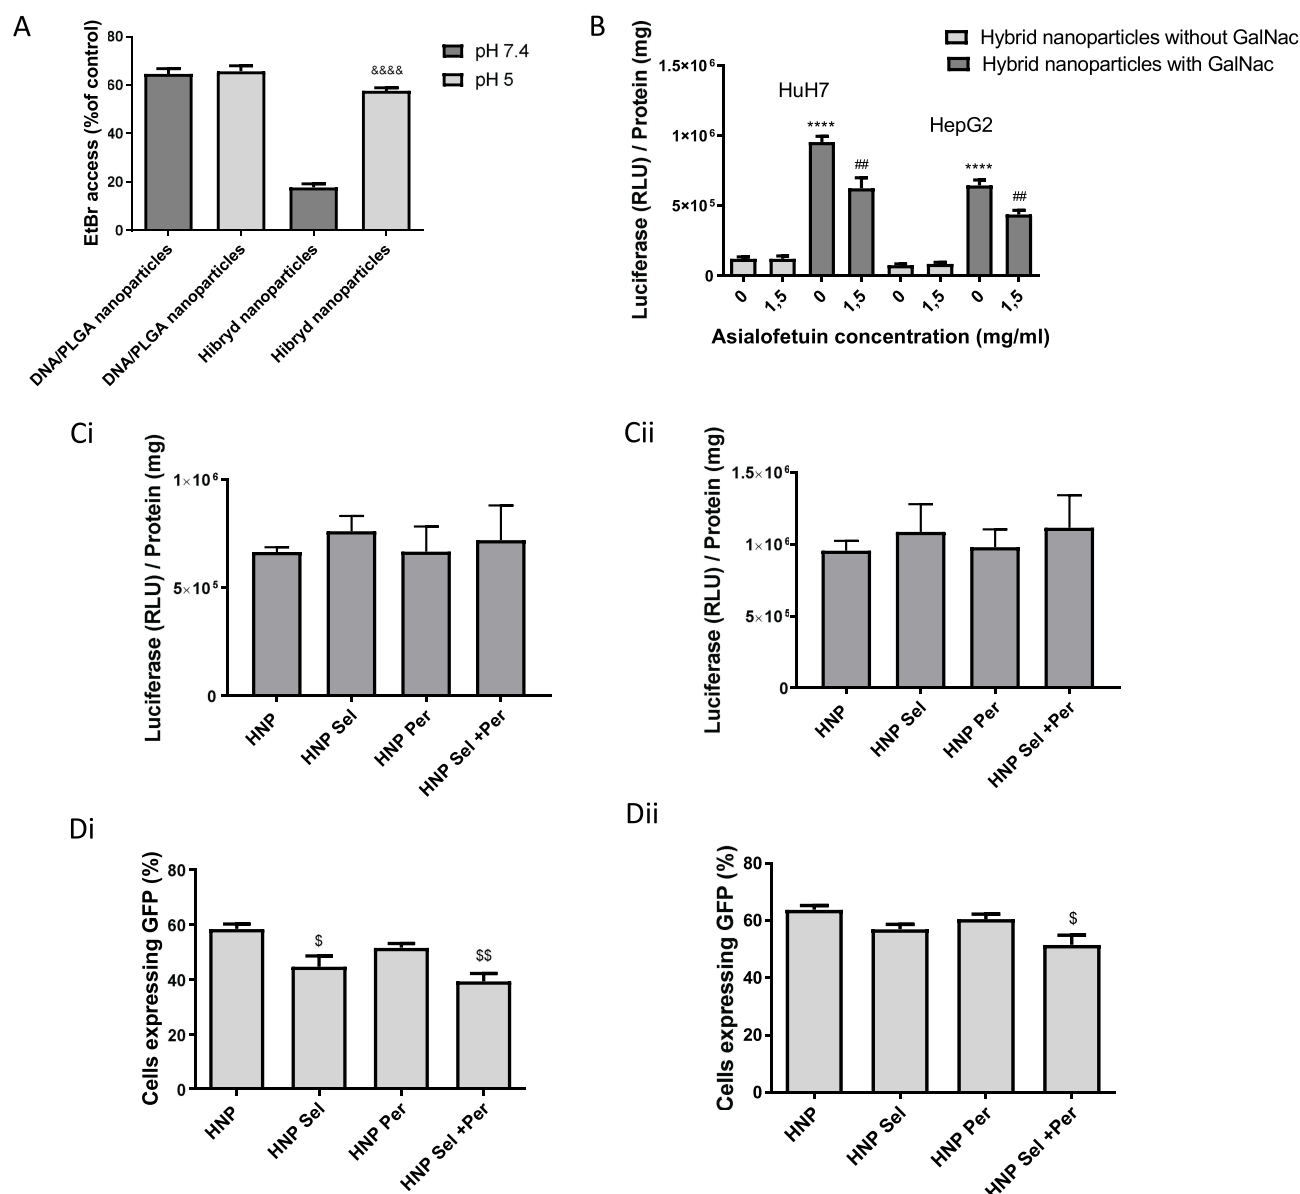 A
EtBr access (%of control)
80
60
40
20
0
&&&&
pH 7.4
pH 5
DNA/PLGA nanoparticles
DNA/PLGA nanoparticles
Hibryd nanoparticles
Hibryd nanoparticles
B
Hybrid nanoparticles without GalNac
Hybrid nanoparticles with GalNac
Luciferase (RLU) / Protein (mg)
1.5×10⁶
1×10⁶
5×10⁵
0
HuH7
HepG2
****
##
****
##
0
1,5
0
1,5
0
1,5
0
1,5
Asialofetuin concentration (mg/ml)
Ci
Luciferase (RLU) / Protein (mg)
1×10⁶
5×10⁵
0
HNP
HNP Sel
HNP Per
HNP Sel +Per
Cii
Luciferase (RLU) / Protein (mg)
1.5×10⁶
1×10⁶
5×10⁵
0
HNP
HNP Sel
HNP Per
HNP Sel +Per
Di
Cells expressing GFP (%)
80
60
40
20
0
$
$$
HNP
HNP Sel
HNP Per
HNP Sel +Per
Dii
Cells expressing GFP (%)
80
60
40
20
0
$
HNP
HNP Sel
HNP Per
HNP Sel +Per